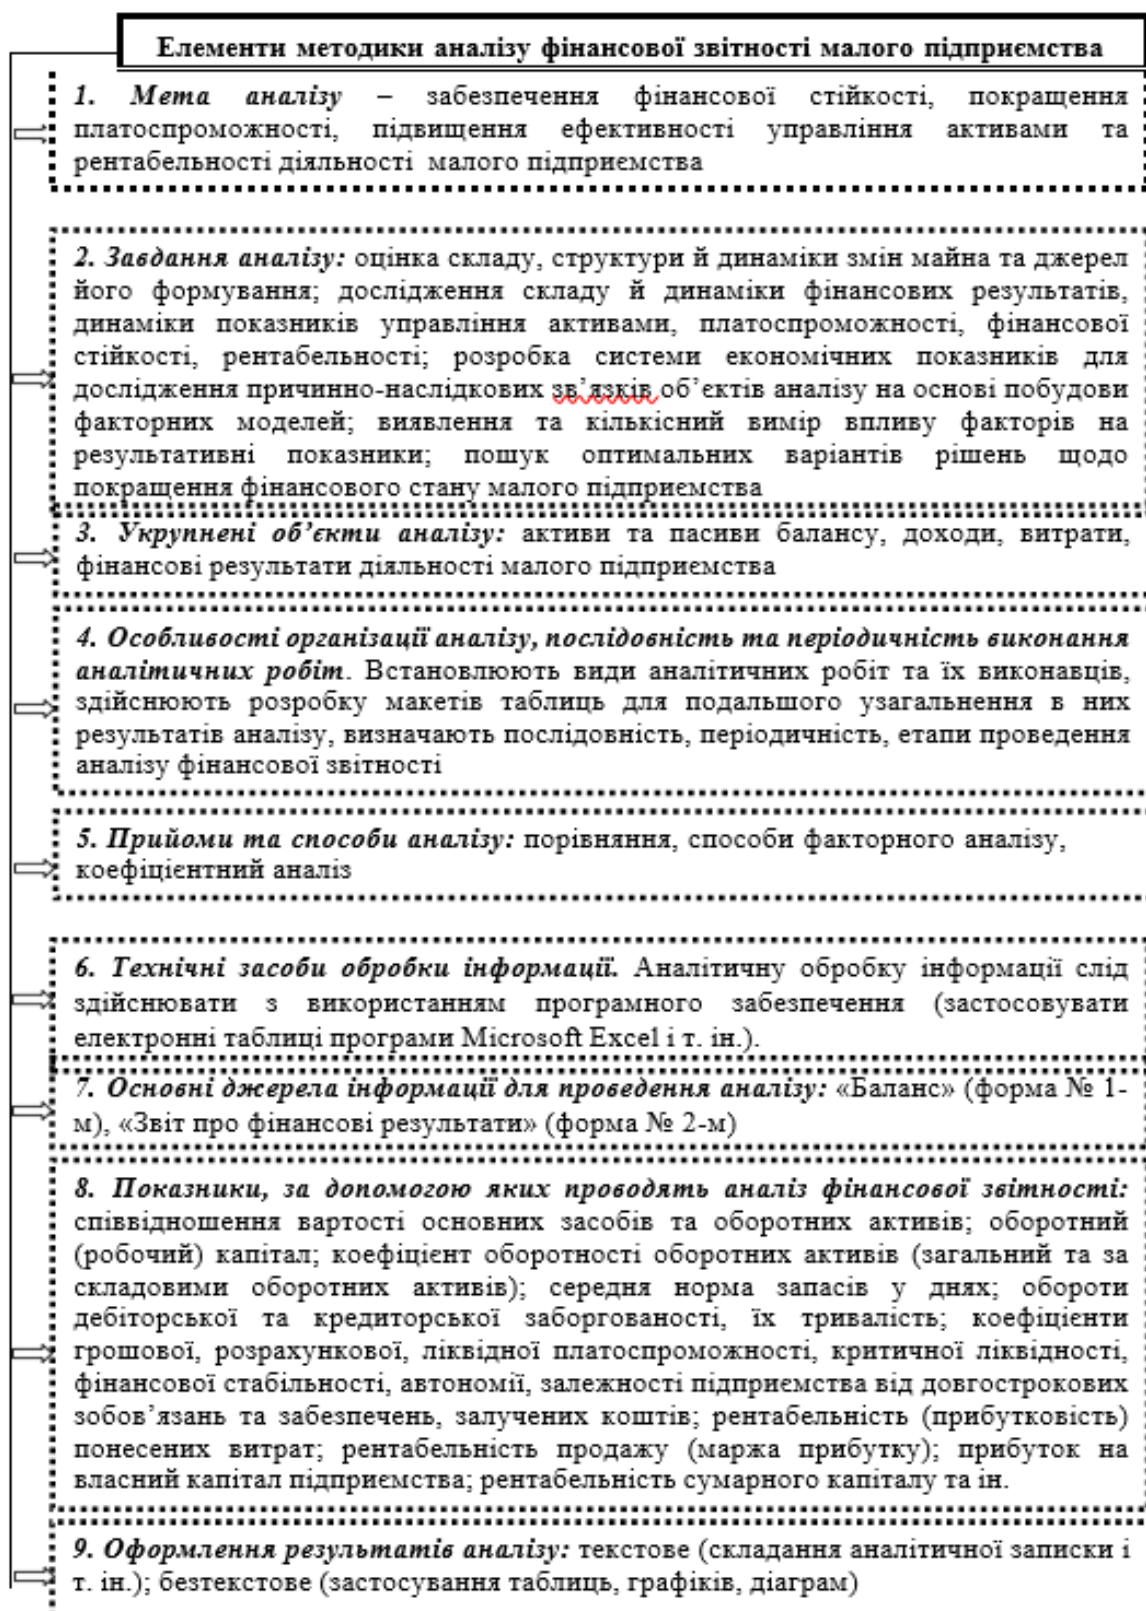 Елементи методики аналізу фінансової звітності малого підприємства
1. Мета аналізу – забезпечення фінансової стійкості, покращення
платоспроможності, підвищення ефективності управління активами та
рентабельності діяльності малого підприємства
2. Завдання аналізу: оцінка складу, структури й динаміки змін майна та джерел
його формування; дослідження складу й динаміки фінансових результатів,
динаміки показників управління активами, платоспроможності, фінансової
стійкості, рентабельності; розробка системи економічних показників для
дослідження причинно-наслідкових зв’язків об’єктів аналізу на основі побудови
факторних моделей; виявлення та кількісний вимір впливу факторів на
результативні показники; пошук оптимальних варіантів рішень щодо
покращення фінансового стану малого підприємства
3. Укрупнені об’єкти аналізу: активи та пасиви балансу, доходи, витрати,
фінансові результати діяльності малого підприємства
4. Особливості організації аналізу, послідовність та періодичність виконання
аналітичних робіт. Встановлюють види аналітичних робіт та їх виконавців,
здійснюють розробку макетів таблиць для подальшого узагальнення в них
результатів аналізу, визначають послідовність, періодичність, етапи проведення
аналізу фінансової звітності
5. Прийоми та способи аналізу: порівняння, способи факторного аналізу,
коефіцієнтний аналіз
6. Технічні засоби обробки інформації. Аналітичну обробку інформації слід
здійснювати з використанням програмного забезпечення (застосовувати
електронні таблиці програми Microsoft Excel і т. ін.).
7. Основні джерела інформації для проведення аналізу: «Баланс» (форма № 1-
м), «Звіт про фінансові результати» (форма № 2-м)
8. Показники, за допомогою яких проводять аналіз фінансової звітності:
співвідношення вартості основних засобів та оборотних активів; оборотний
(робочий) капітал; коефіцієнт оборотності оборотних активів (загальний та за
складовими оборотних активів); середня норма запасів у днях; обороти
дебіторської та кредиторської заборгованості, їх тривалість; коефіцієнти
грошової, розрахункової, ліквідної платоспроможності, критичної ліквідності,
фінансової стабільності, автономії, залежності підприємства від довгострокових
зобов’язань та забезпечень, залучених коштів; рентабельність (прибутковість)
понесених витрат; рентабельність продажу (маржа прибутку); прибуток на
власний капітал підприємства; рентабельність сумарного капіталу та ін.
9. Оформлення результатів аналізу: текстове (складання аналітичної записки і
т. ін.); безтекстове (застосування таблиць, графіків, діаграм)